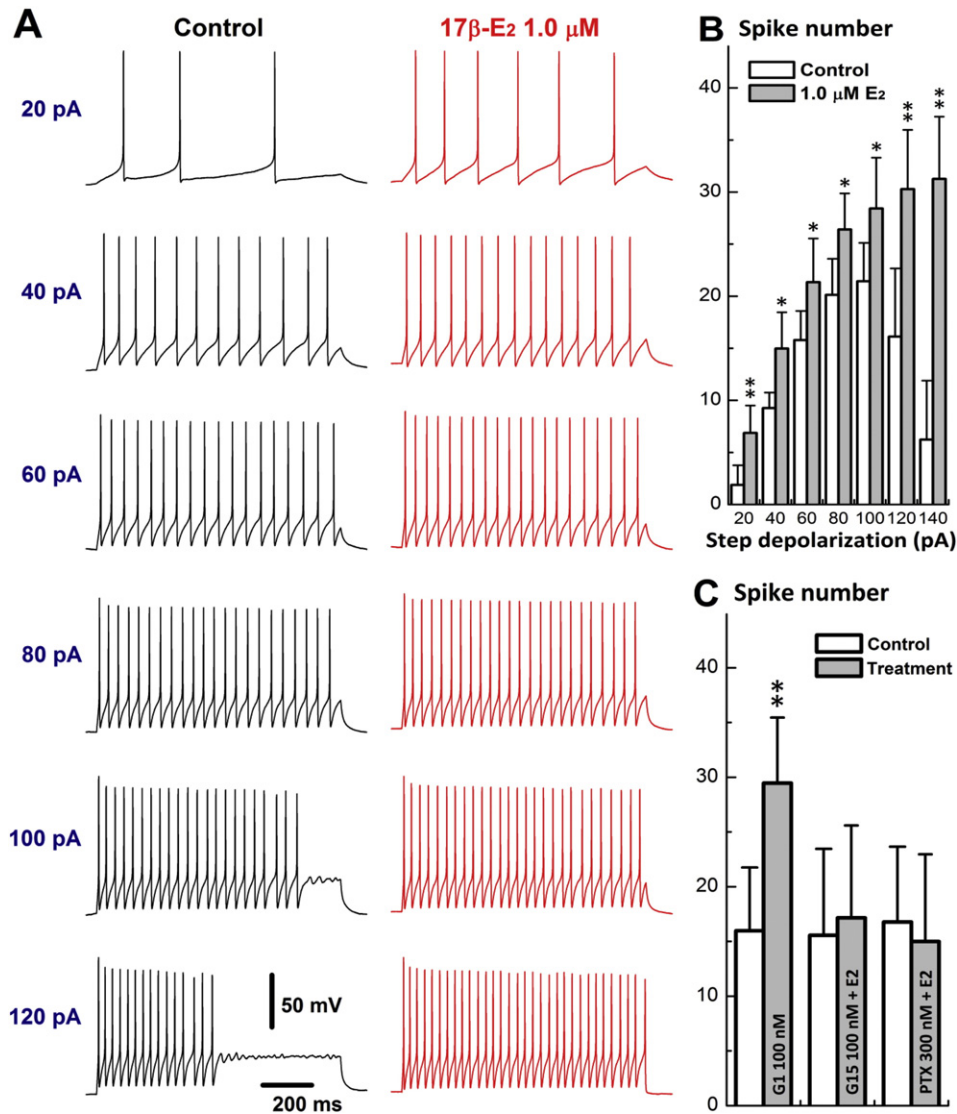 A
Control
17β-E₂ 1.0 μM
20 pA
40 pA
60 pA
80 pA
100 pA
120 pA
50 mV
200 ms
B Spike number
Control
1.0 μM E₂
40
30
20
10
0
** * * * * ** **
20 40 60 80 100 120 140
Step depolarization (pA)
C Spike number
Control
Treatment
40
30
20
10
0
**
G1 100 nM
G15 100 nM + E2
PTX 300 nM + E2